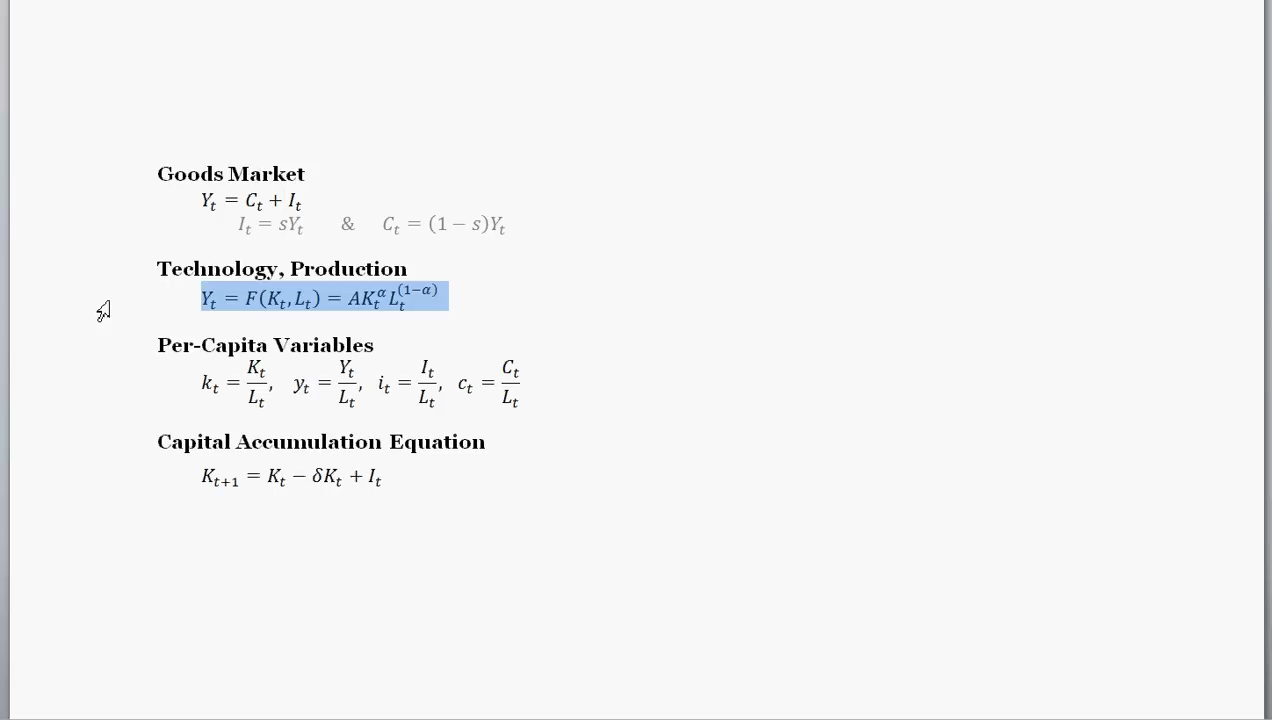 Goods Market
Y_t = C_t + I_t
I_t = sY_t & C_t = (1 − s)Y_t
Technology, Production
Y_t = F(K_t, L_t) = AK_t^α L_t^(1−α)
Per-Capita Variables
k_t = K_t/L_t, y_t = Y_t/L_t, i_t = I_t/L_t, c_t = C_t/L_t
Capital Accumulation Equation
K_{t+1} = K_t − δK_t + I_t